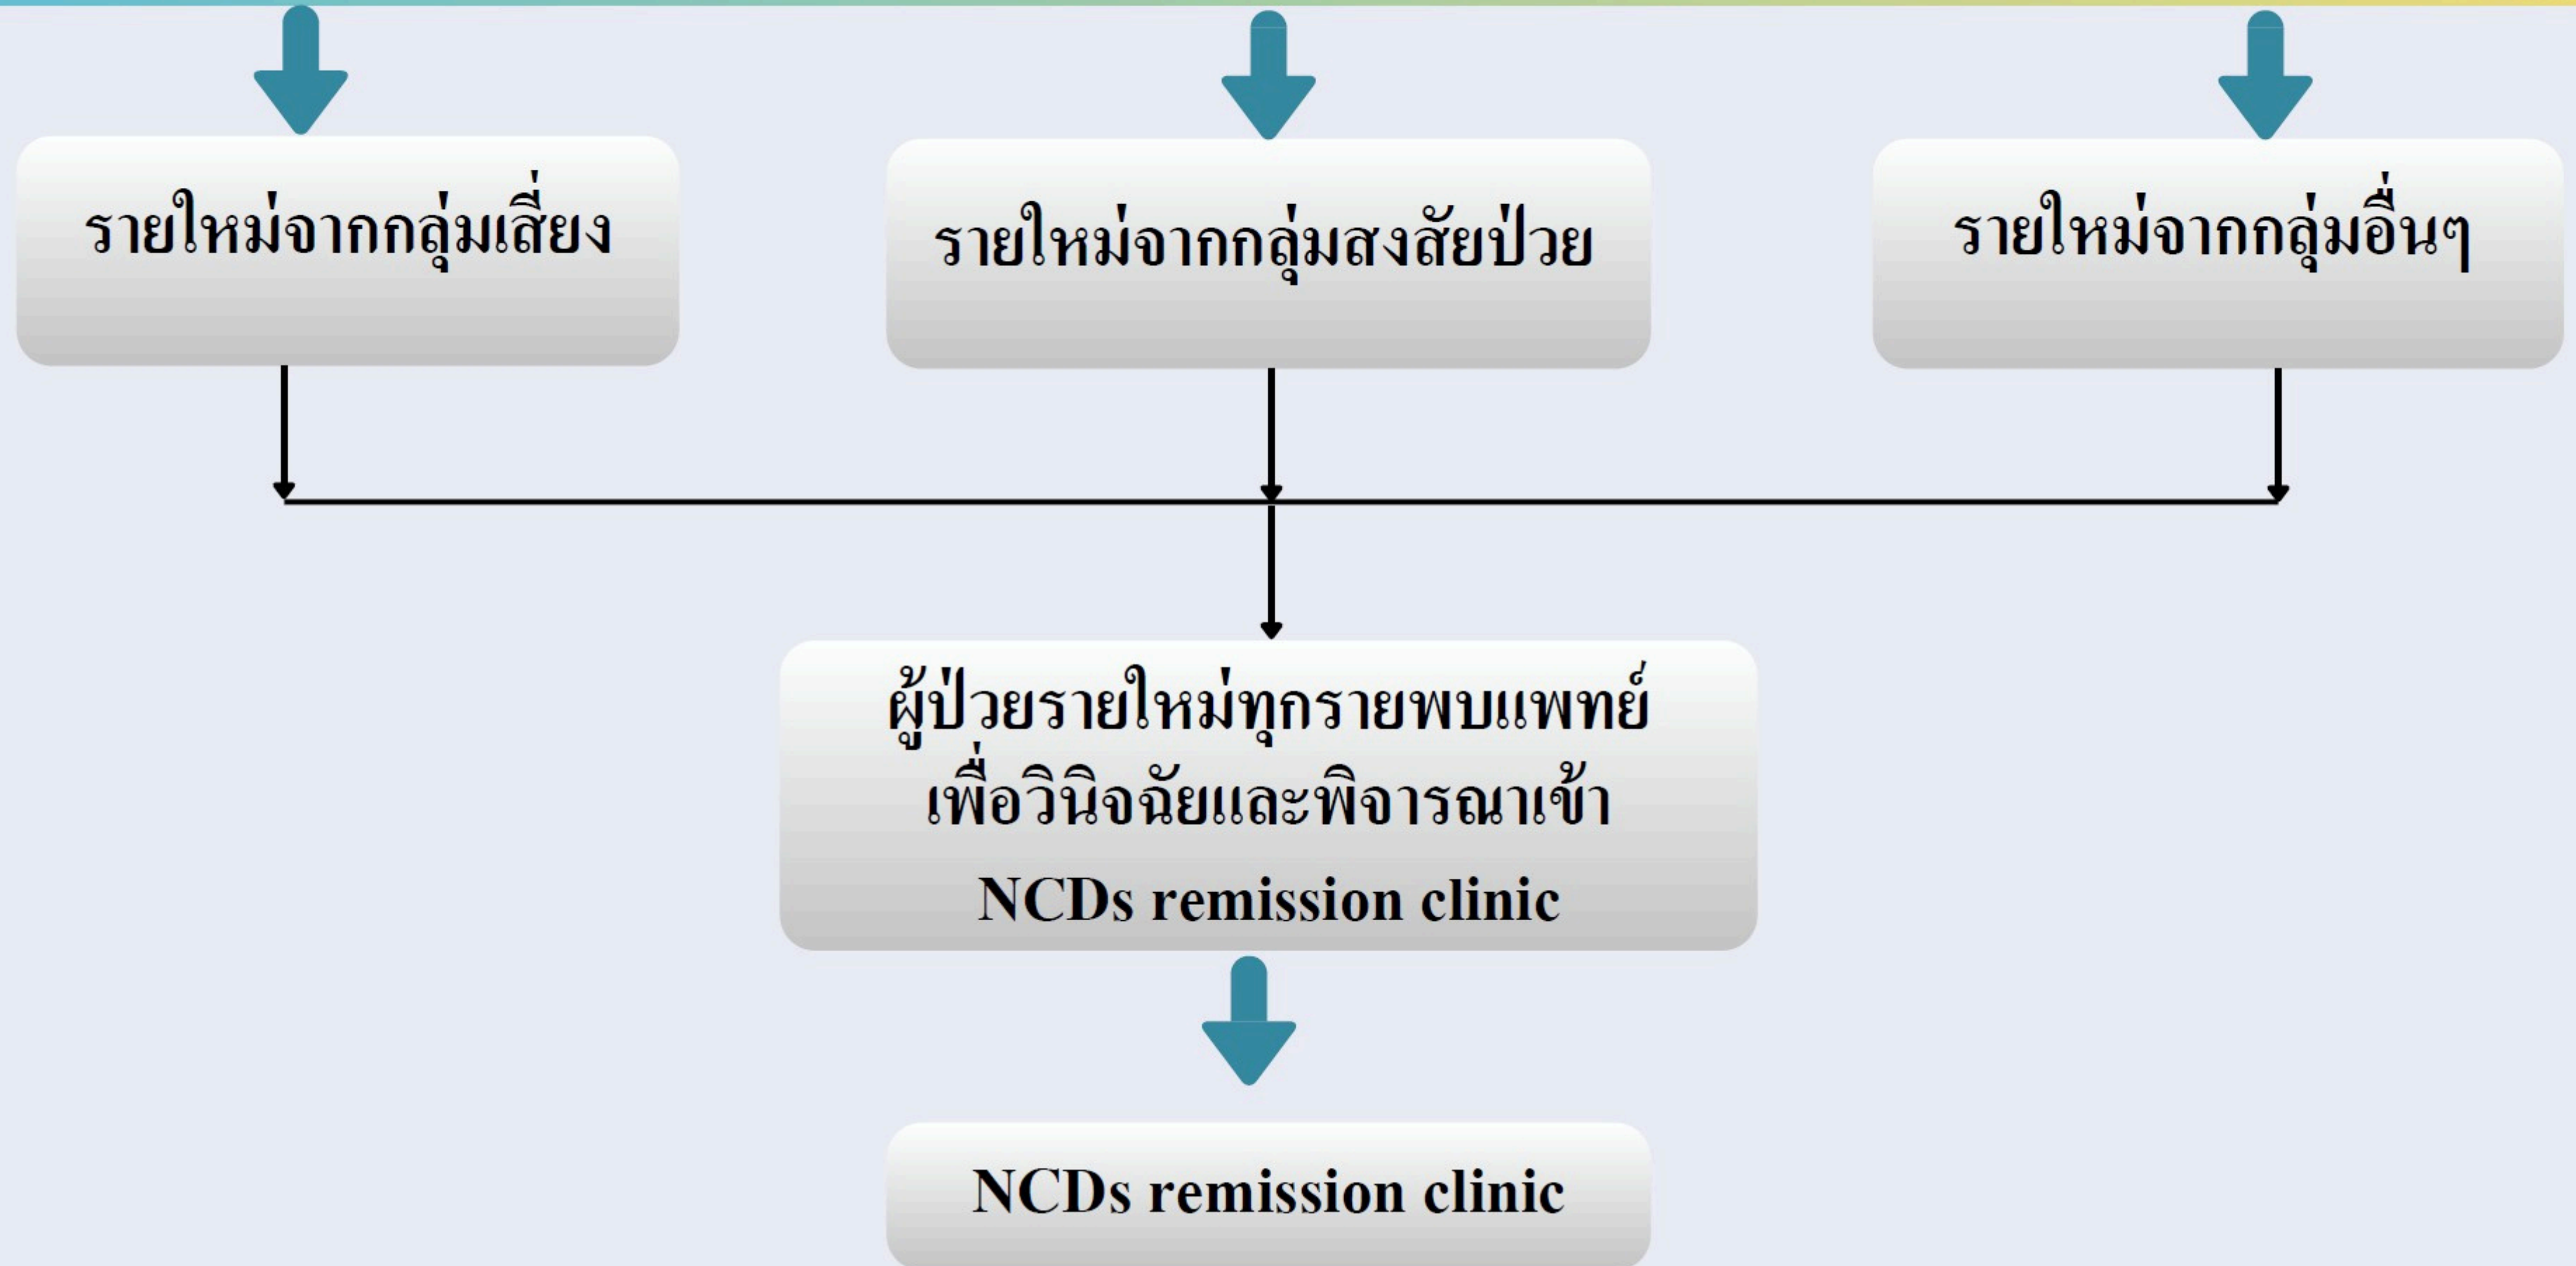 รายใหม่จากกลุ่มเสี่ยง
รายใหม่จากกลุ่มสงสัยป่วย
รายใหม่จากกลุ่มอื่นๆ
ผู้ป่วยรายใหม่ทุกรายพบแพทย์
เพื่อวินิจฉัยและพิจารณาเข้า
NCDs remission clinic
NCDs remission clinic